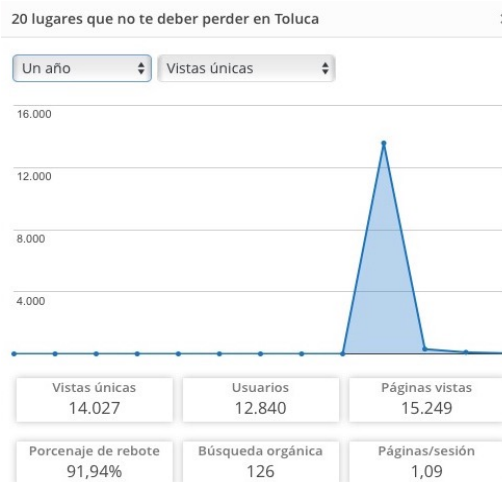 20 lugares que no te deber perder en Toluca
Un año Vistas únicas
16.000
12.000
8.000
4.000
Vistas únicas Usuarios Páginas vistas
14.027 12.840 15.249
Porcenaje de rebote Búsqueda orgánica Páginas/sesión
91,94% 126 1,09